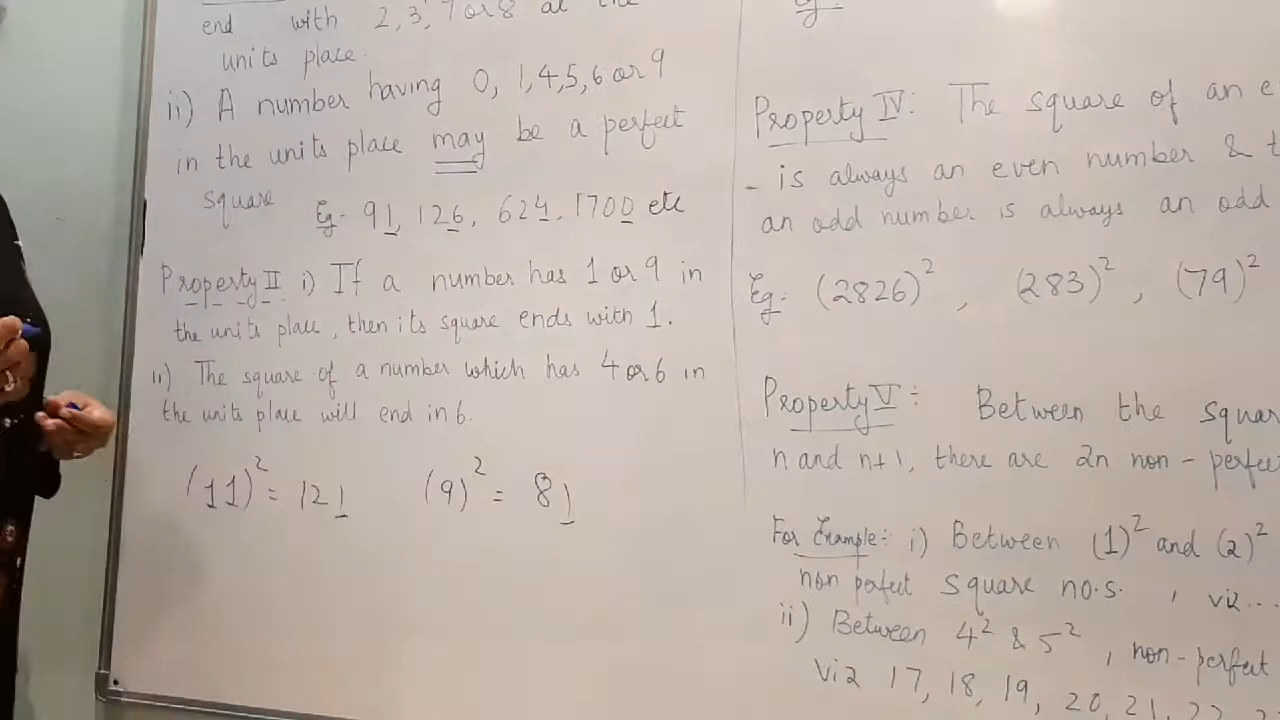 end with 2, 3, 7 or 8 at the
units place.
ii) A number having 0, 1,4,5,6 or 9
in the units place may be a perfect
square Eg- 91, 126, 624, 1700 etc
Property II i) If a number has 1 or 9 in
the units place, then its square ends with 1.
ii) The square of a number which has 4 or 6 in
the units place will end in 6.
(11)² = 121 (9)² = 81
Eg.
Property IV: The square of an e
- is always an even number & t
an odd number is always an odd
Eg- (2826)² , (283)² , (79)²
Property V : Between the squar
n and n+1, there are 2n non-perfec
For Example:- i) Between (1)² and (2)²
non perfect square no.s. , viz...
ii) Between 4² & 5² , non-perfect
viz 17, 18, 19, 20, 21, 22,